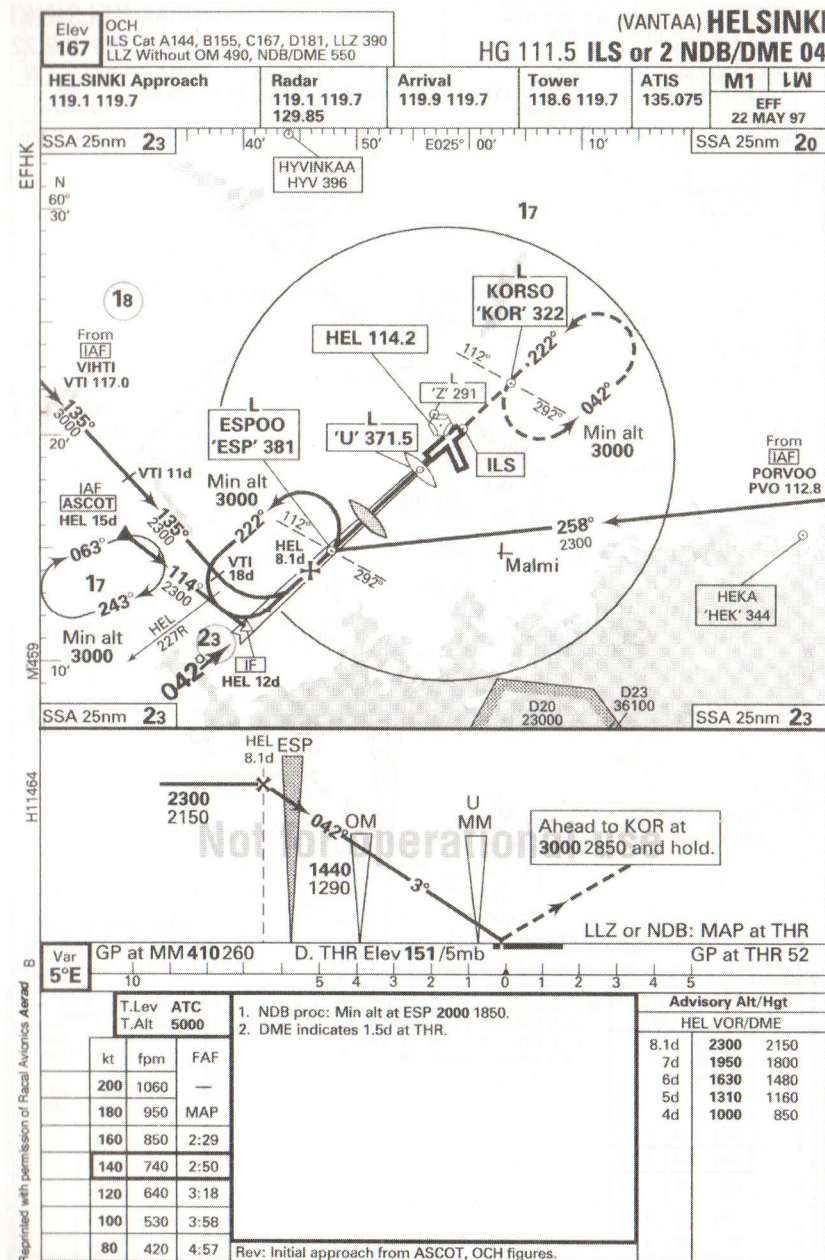 Elev
167
OCH
ILS Cat A144, B155, C167, D181, LLZ 390
LLZ Without OM 490, NDB/DME 550
(VANTAA) HELSINKI
HG 111.5 ILS or 2 NDB/DME 04
HELSINKI Approach
119.1 119.7
Radar
119.1 119.7
129.85
Arrival
119.9 119.7
Tower
118.6 119.7
ATIS
135.075
M1
EFF
22 MAY 97
EFHK
SSA 25nm 23
40'
50'
E025° 00'
10'
SSA 25nm 20
HYVINKAA
HYV 396
N
60°
30'
17
18
L
KORSO
'KOR' 322
From
IAF
VIHTI
VTI 117.0
HEL 114.2
112°
222°
L
'Z' 291
135°
3000
L
ESPOO
'ESP' 381
L
'U' 371.5
292°
042°
Min alt
3000
20'
ILS
From
IAF
PORVOO
PVO 112.8
VTI 11d
Min alt
3000
IAF
ASCOT
HEL 15d
135°
2300
222°
112°
258°
2300
063°
HEL
8.1d
VTI
18d
Malmi
17
114°
2300
292°
243°
HEKA
'HEK' 344
Min alt
3000
HEL
227R
23
IF
HEL 12d
042°
M459
10'
D20
23000
D23
36100
SSA 25nm 23
SSA 25nm 23
HEL
8.1d
ESP
2300
2150
042°
OM
U
MM
Ahead to KOR at
3000 2850 and hold.
H11464
Not for operational use
1440
1290
3°
LLZ or NDB: MAP at THR
Var
5°E
GP at MM 410 260
D. THR Elev 151/5mb
GP at THR 52
10 5 4 3 2 1 0 1 2 3 4 5
B
Reprinted with permission of Racal Avionics Aerad
T.Lev ATC
T.Alt 5000
kt fpm FAF
200 1060 —
180 950 MAP
160 850 2:29
140 740 2:50
120 640 3:18
100 530 3:58
80 420 4:57
1. NDB proc: Min alt at ESP 2000 1850.
2. DME indicates 1.5d at THR.
Rev: Initial approach from ASCOT, OCH figures.
Advisory Alt/Hgt
HEL VOR/DME
8.1d 2300 2150
7d 1950 1800
6d 1630 1480
5d 1310 1160
4d 1000 850